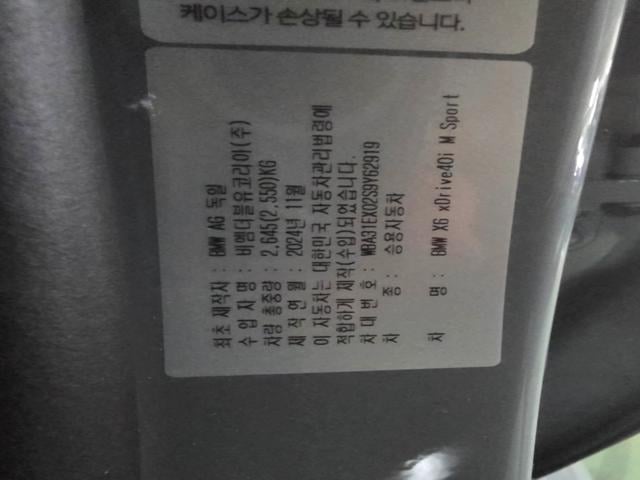 케이스가 손상될 수 있습니다.
최초 제작자 : BMW AG 독일
수 입 자 명 : 비엠더블유코리아(주)
차량 총중량 : 2,645(2,550)KG
제 작 연 월 : 2024년 11월
이 자동차는 대한민국 자동차관리법령에
적합하게 제작(수입)되었습니다.
차 대 번 호 : WBA31EX02S9Y62919
차 종 : 승용자동차
차 명 : BMW X6 xDrive40i M Sport